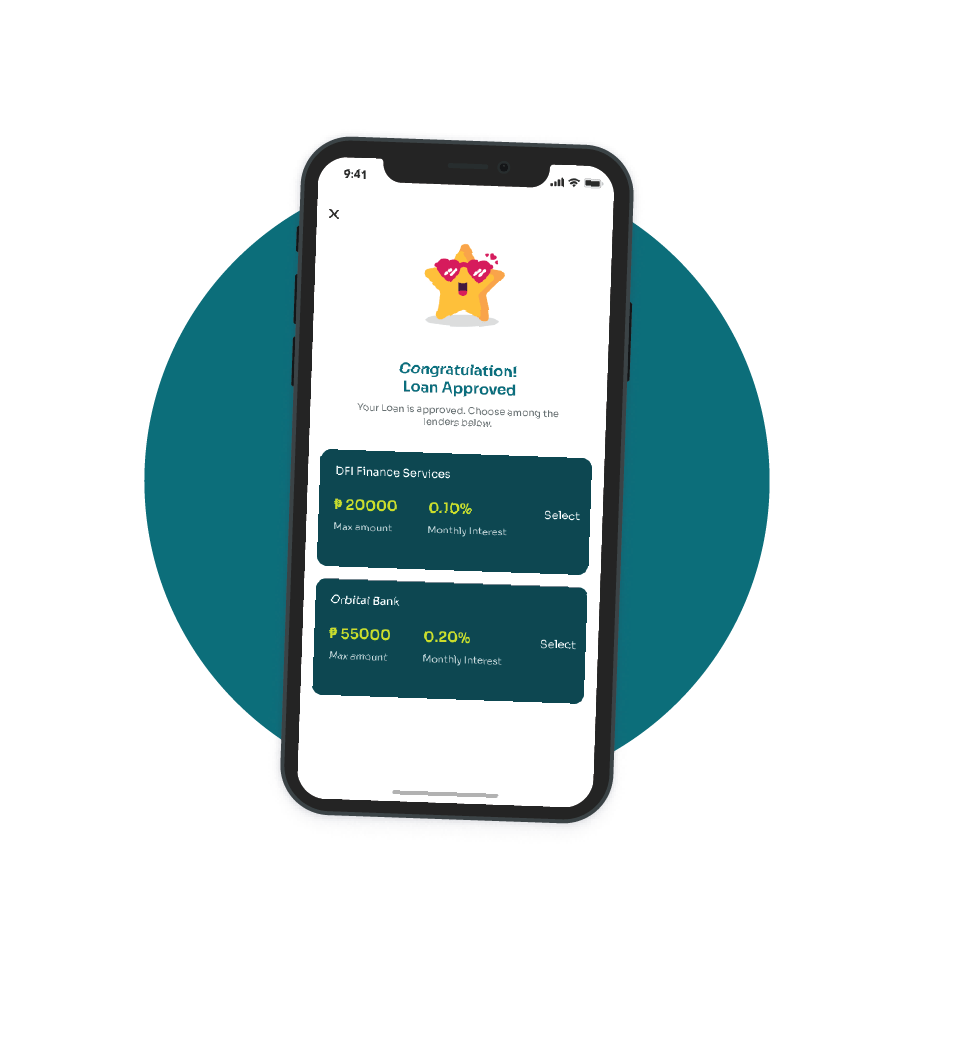 9:41
Congratulation!
Loan Approved
Your Loan is approved. Choose among the
lenders below.
DFI Finance Services
₱ 20000
0.10%
Select
Max amount
Monthly Interest
Orbital Bank
₱ 55000
0.20%
Select
Max amount
Monthly Interest